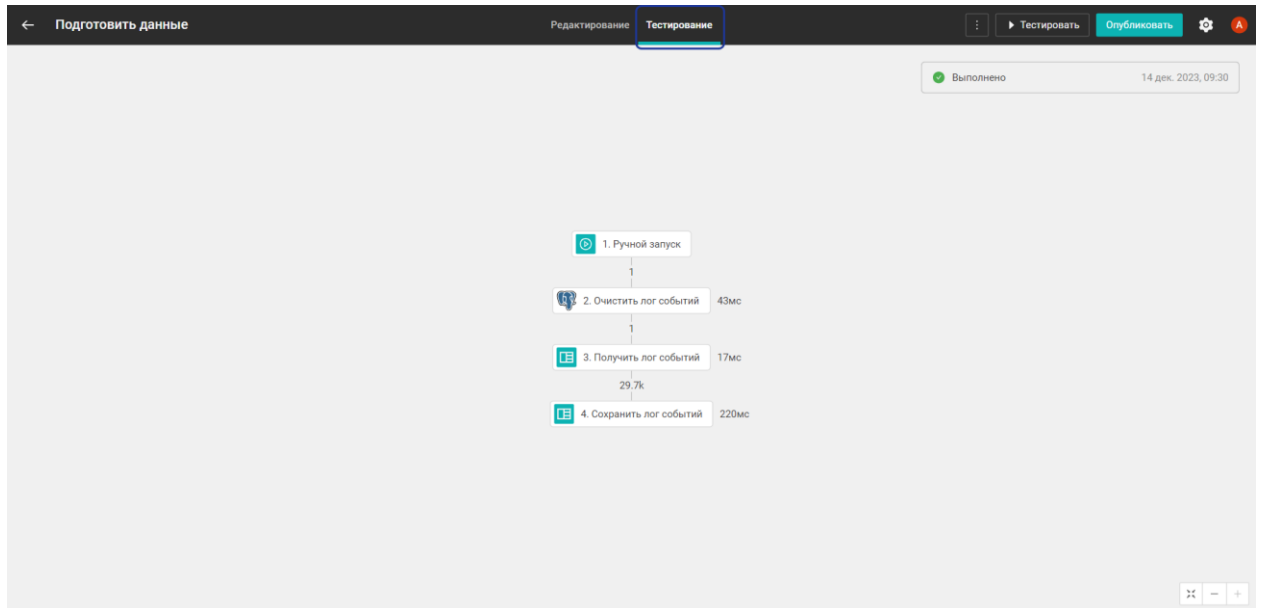 Подготовить данные
Редактирование Тестирование
Тестировать Опубликовать А
Выполнено 14 дек. 2023, 09:30
1. Ручной запуск
1
2. Очистить лог событий 43мс
1
3. Получить лог событий 17мс
29.7k
4. Сохранить лог событий 220мс